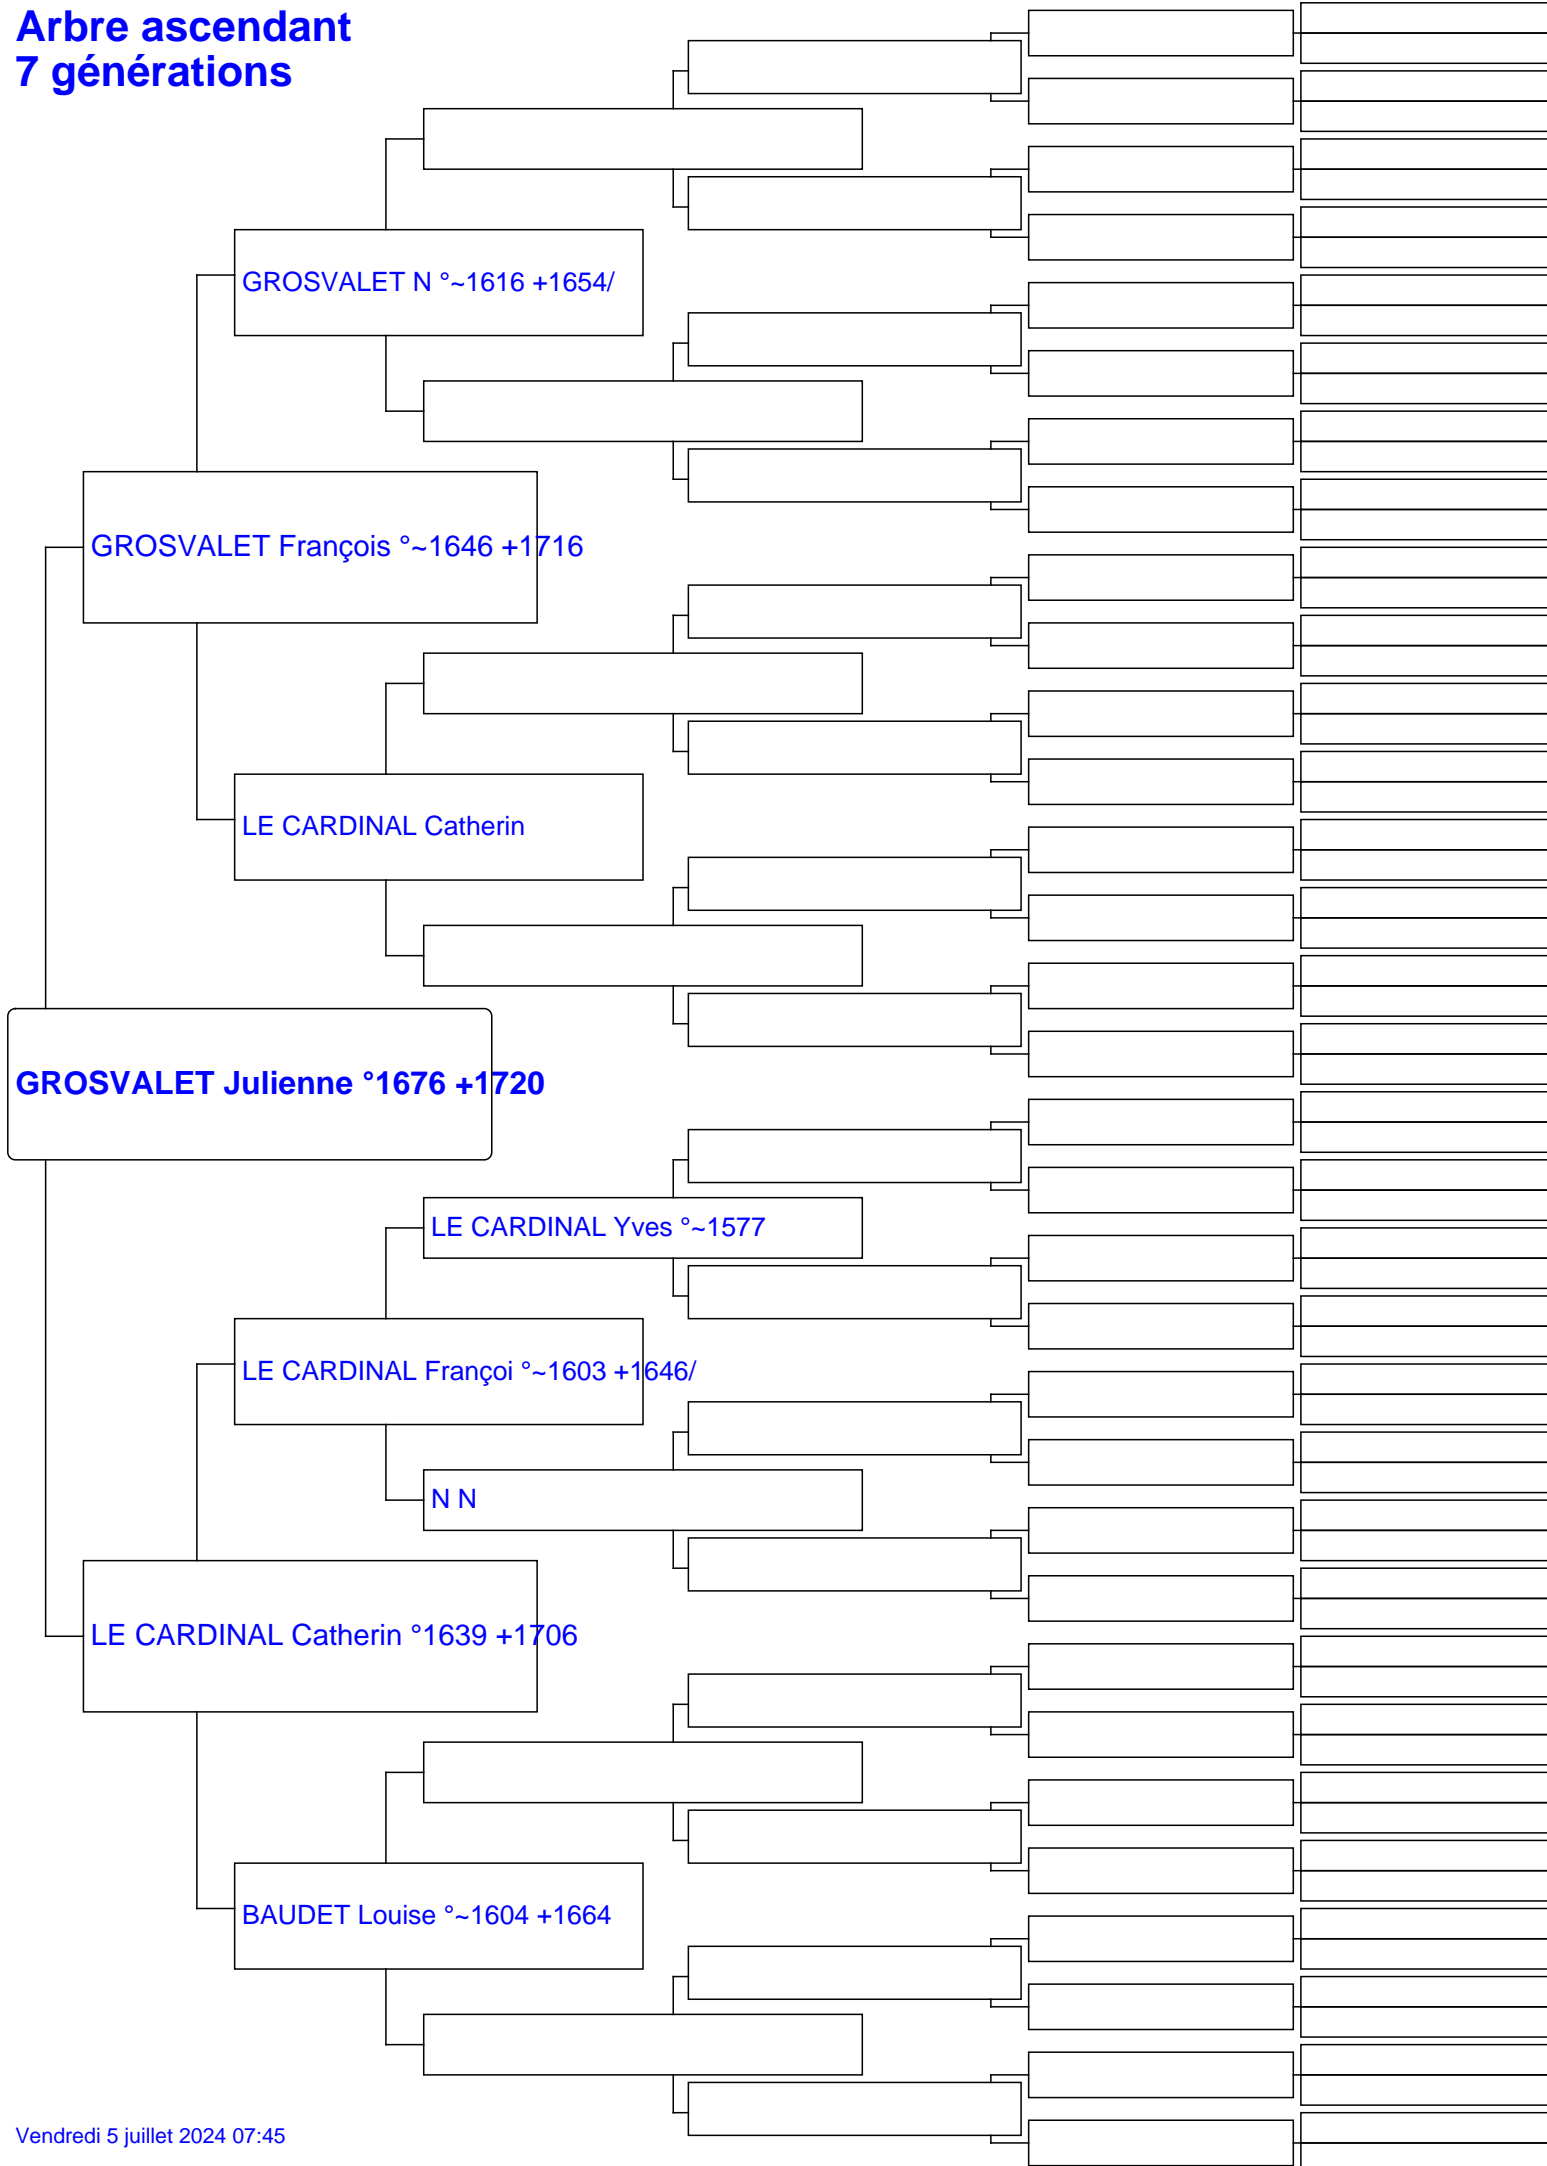 Arbre ascendant
7 générations
GROSVALET N °~1616 +1654/
GROSVALET François °~1646 +1716
LE CARDINAL Catherin
GROSVALET Julienne °1676 +1720
LE CARDINAL Yves °~1577
LE CARDINAL Françoi °~1603 +1646/
N N
LE CARDINAL Catherin °1639 +1706
BAUDET Louise °~1604 +1664
Vendredi 5 juillet 2024 07:45